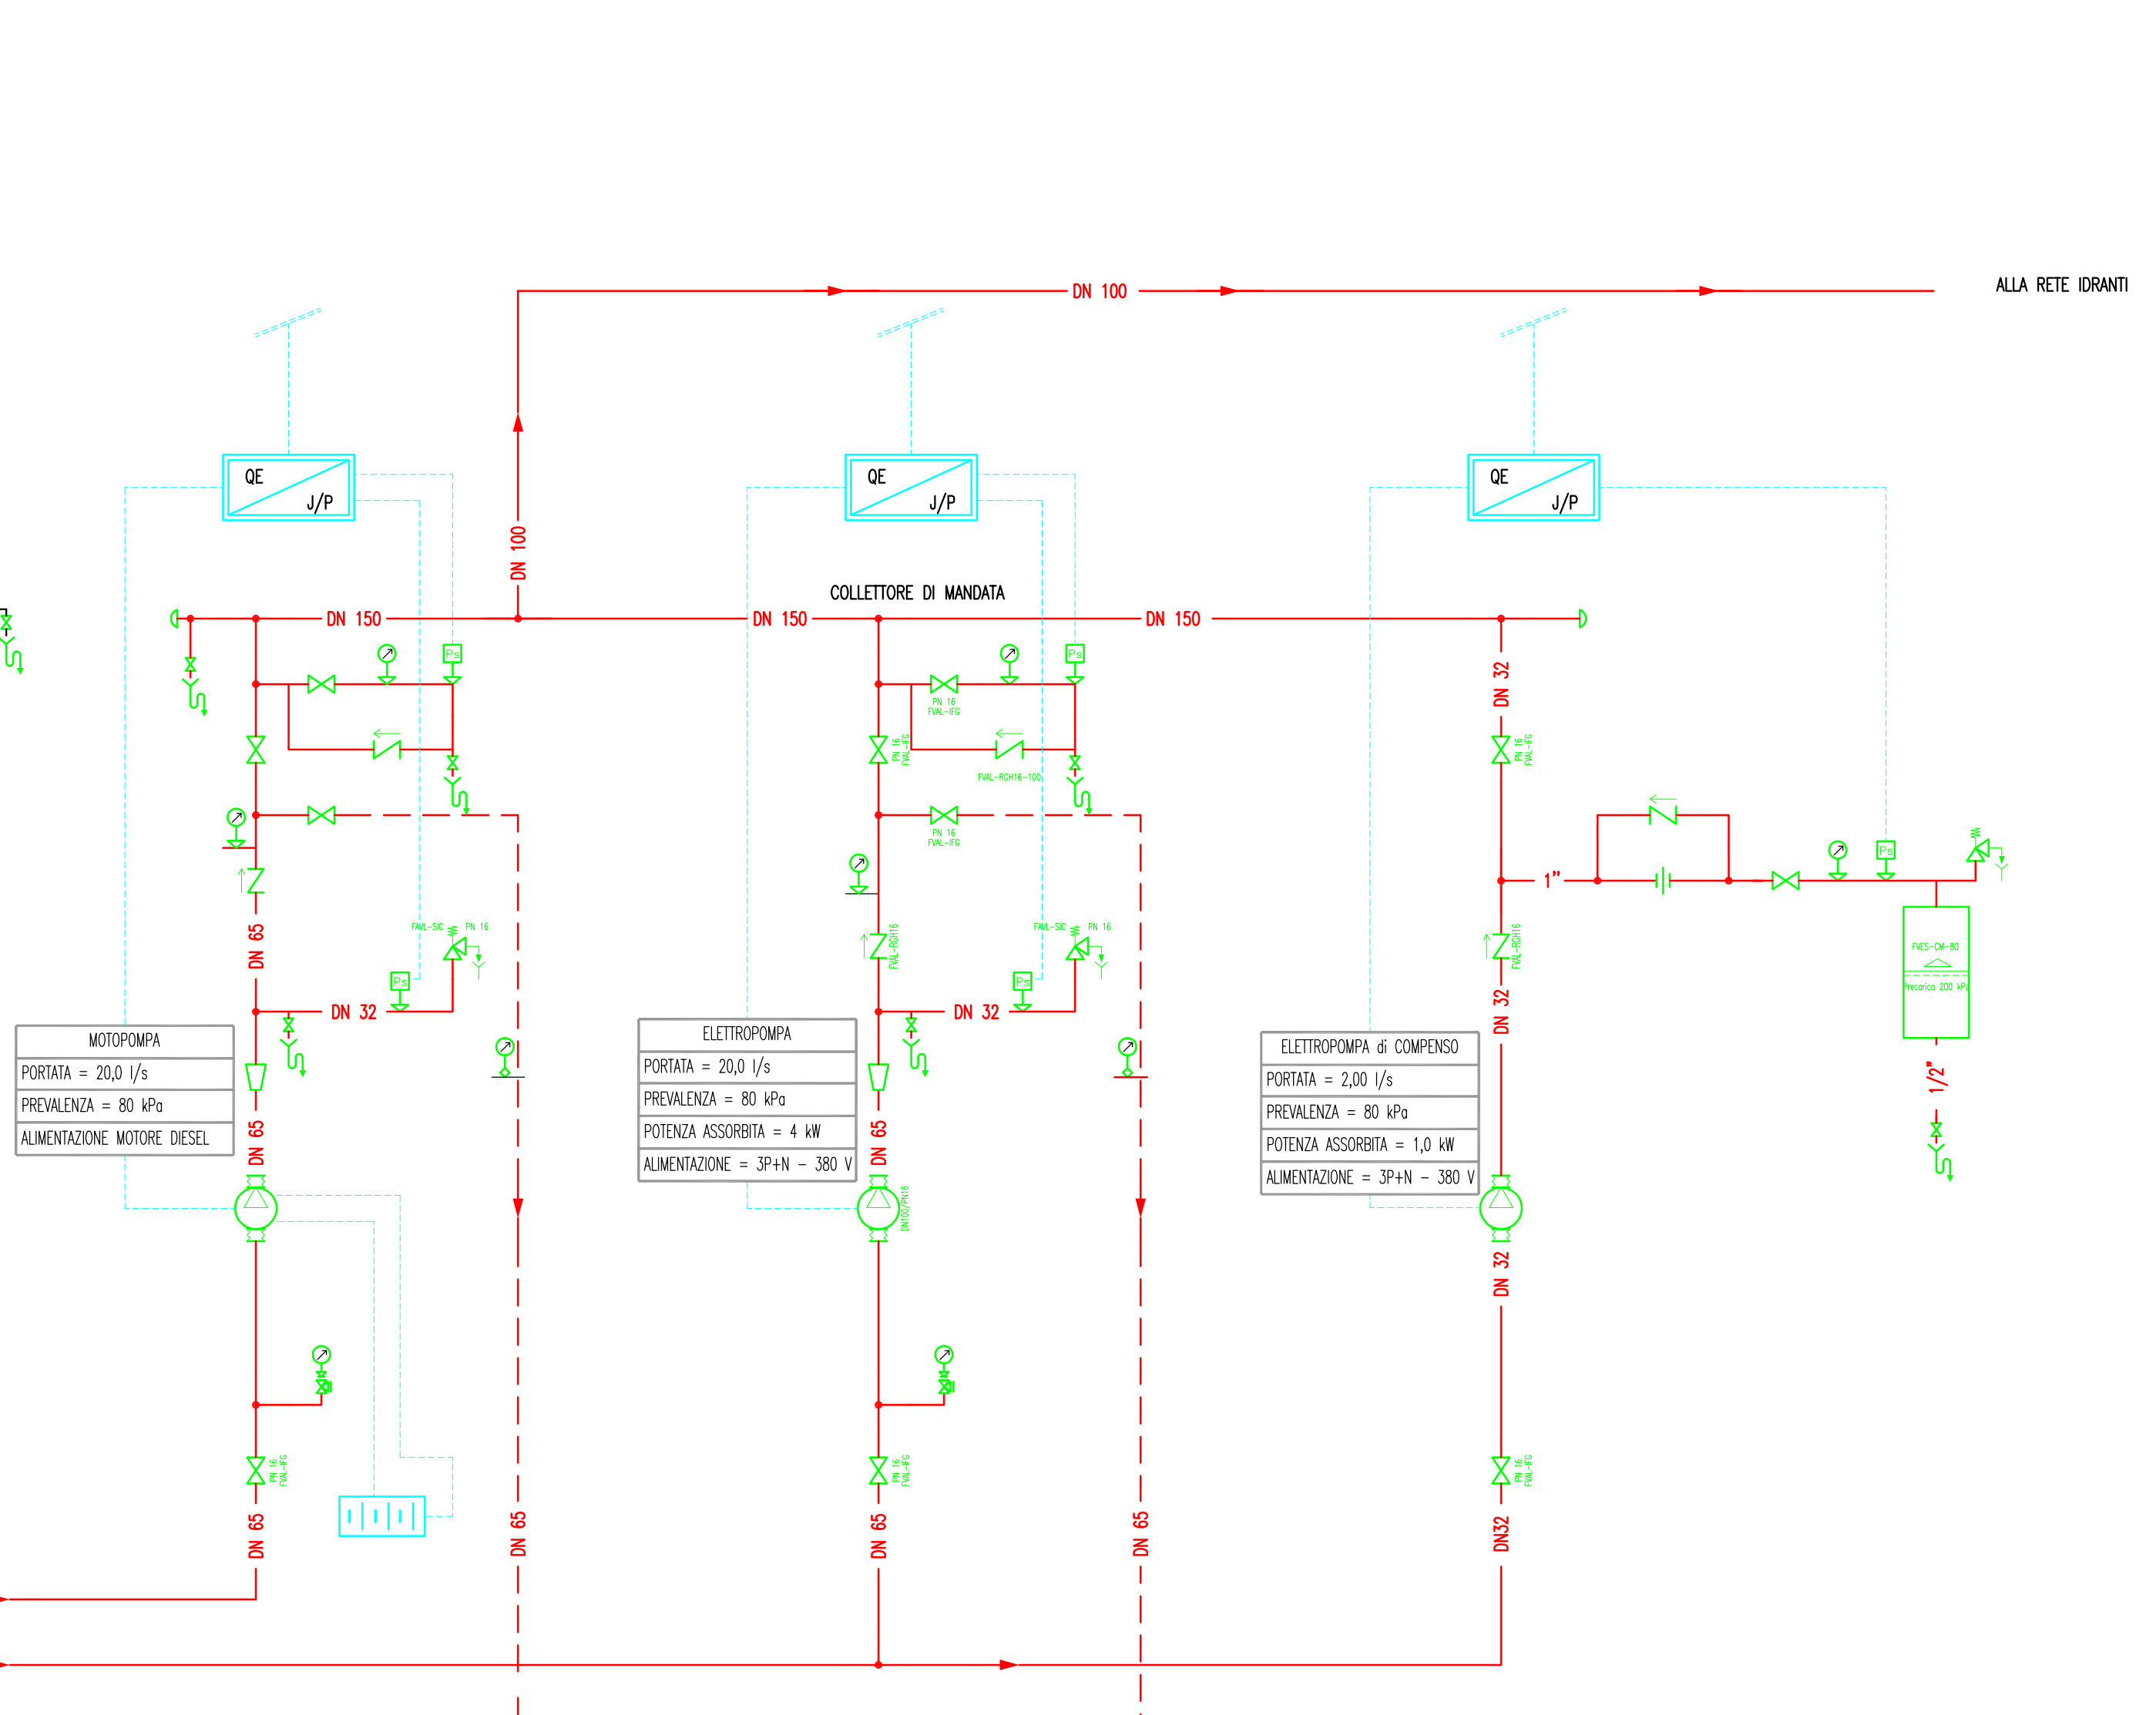 DN 100
ALLA RETE IDRANTI
QE
J/P
QE
J/P
QE
J/P
DN 100
COLLETTORE DI MANDATA
DN 150
DN 150
DN 150
Ps
Ps
DN 32
PN 16
FVAL-IFG
PN 16
FVAL-IFG
PN 16
FVAL-IFG
FVAL-RCH16-100
PN 16
FVAL-IFG
Ps
1"
DN 65
FAVL-SIC
PN 16
FVAL-RCH16
FAVL-SIC
PN 16
FVAL-RCH16
FVES-CM-80
Precarica 200 kPa
Ps
Ps
DN 32
DN 32
DN 32
MOTOPOMPA
PORTATA = 20,0 l/s
PREVALENZA = 80 kPa
ALIMENTAZIONE MOTORE DIESEL
DN 65
ELETTROPOMPA
PORTATA = 20,0 l/s
PREVALENZA = 80 kPa
POTENZA ASSORBITA = 4 kW
ALIMENTAZIONE = 3P+N - 380 V
DN 65
DN100/PN16
ELETTROPOMPA di COMPENSO
PORTATA = 2,00 l/s
PREVALENZA = 80 kPa
POTENZA ASSORBITA = 1,0 kW
ALIMENTAZIONE = 3P+N - 380 V
1/2"
DN 32
PN 16
FVAL-IFG
PN 16
FVAL-IFG
PN 16
FVAL-IFG
DN 65
DN 65
DN 65
DN 65
DN32